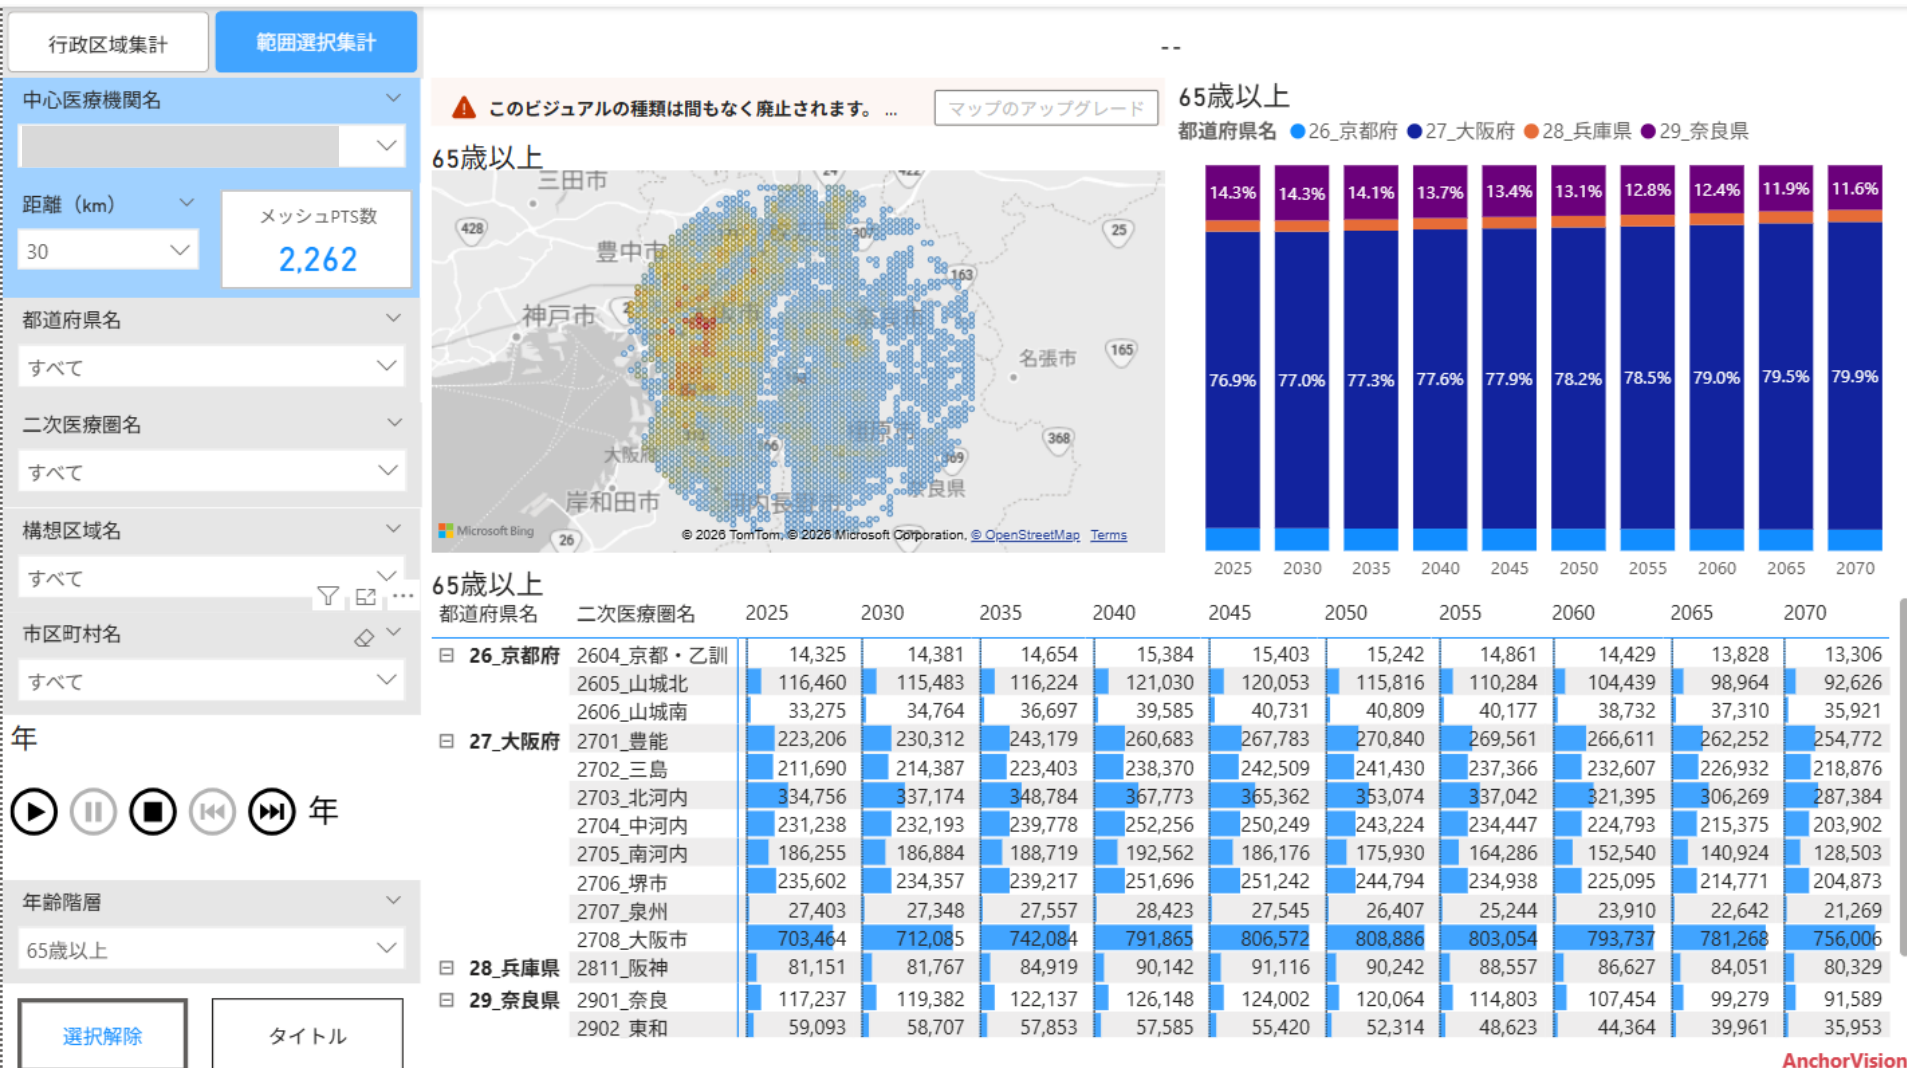 行政区域集計
範囲選択集計
中心医療機関名
距離（km）
30
メッシュPTS数
2,262
都道府県名
すべて
二次医療圏名
すべて
構想区域名
すべて
市区町村名
すべて
年
年
年齢階層
65歳以上
選択解除
タイトル
--
このビジュアルの種類は間もなく廃止されます。 ...
マップのアップグレード
65歳以上
三田市
24
422
428
25
豊中市
307
163
神戸市
2
名張市
165
368
大阪府
166
岸和田市
奈良県
26
Microsoft Bing
© 2026 TomTom, © 2026 Microsoft Corporation, © OpenStreetMap Terms
65歳以上
都道府県名 26_京都府 27_大阪府 28_兵庫県 29_奈良県
14.3% 14.3% 14.1% 13.7% 13.4% 13.1% 12.8% 12.4% 11.9% 11.6%
76.9% 77.0% 77.3% 77.6% 77.9% 78.2% 78.5% 79.0% 79.5% 79.9%
2025 2030 2035 2040 2045 2050 2055 2060 2065 2070
65歳以上
都道府県名 二次医療圏名 2025 2030 2035 2040 2045 2050 2055 2060 2065 2070
26_京都府 2604_京都・乙訓 14,325 14,381 14,654 15,384 15,403 15,242 14,861 14,429 13,828 13,306
2605_山城北 116,460 115,483 116,224 121,030 120,053 115,816 110,284 104,439 98,964 92,626
2606_山城南 33,275 34,764 36,697 39,585 40,731 40,809 40,177 38,732 37,310 35,921
27_大阪府 2701_豊能 223,206 230,312 243,179 260,683 267,783 270,840 269,561 266,611 262,252 254,772
2702_三島 211,690 214,387 223,403 238,370 242,509 241,430 237,366 232,607 226,932 218,876
2703_北河内 334,756 337,174 348,784 367,773 365,362 353,074 337,042 321,395 306,269 287,384
2704_中河内 231,238 232,193 239,778 252,256 250,249 243,224 234,447 224,793 215,375 203,902
2705_南河内 186,255 186,884 188,719 192,562 186,176 175,930 164,286 152,540 140,924 128,503
2706_堺市 235,602 234,357 239,217 251,696 251,242 244,794 234,938 225,095 214,771 204,873
2707_泉州 27,403 27,348 27,557 28,423 27,545 26,407 25,244 23,910 22,642 21,269
2708_大阪市 703,464 712,085 742,084 791,865 806,572 808,886 803,054 793,737 781,268 756,006
28_兵庫県 2811_阪神 81,151 81,767 84,919 90,142 91,116 90,242 88,557 86,627 84,051 80,329
29_奈良県 2901_奈良 117,237 119,382 122,137 126,148 124,002 120,064 114,803 107,454 99,279 91,589
2902_東和 59,093 58,707 57,853 57,585 55,420 52,314 48,623 44,364 39,961 35,953
AnchorVision